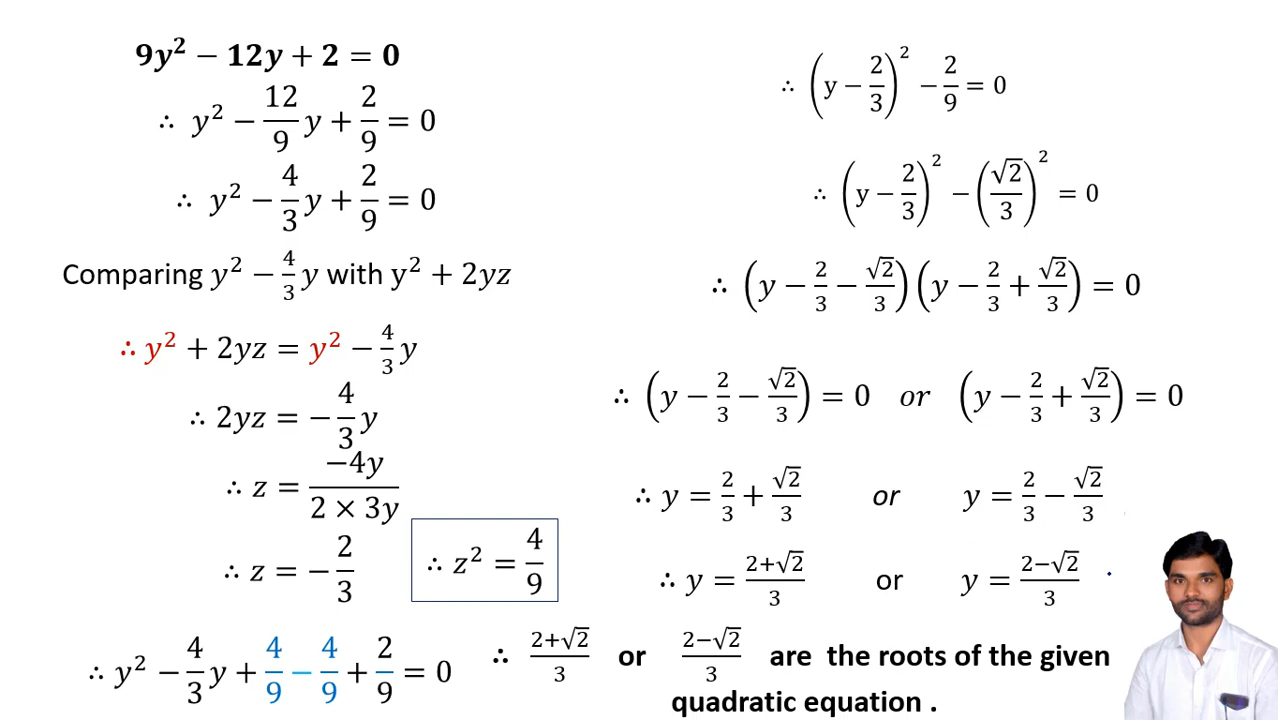 9y² − 12y + 2 = 0
∴ y² − 12/9 y + 2/9 = 0
∴ y² − 4/3 y + 2/9 = 0
Comparing y² − 4/3 y with y² + 2yz
∴ y² + 2yz = y² − 4/3 y
∴ 2yz = − 4/3 y
∴ z = −4y / 2 × 3y
∴ z = − 2/3
∴ z² = 4/9
∴ y² − 4/3 y + 4/9 − 4/9 + 2/9 = 0
∴ (y − 2/3)² − 2/9 = 0
∴ (y − 2/3)² − (√2/3)² = 0
∴ (y − 2/3 − √2/3)(y − 2/3 + √2/3) = 0
∴ (y − 2/3 − √2/3) = 0 or (y − 2/3 + √2/3) = 0
∴ y = 2/3 + √2/3 or y = 2/3 − √2/3
∴ y = 2+√2/3 or y = 2−√2/3
∴ 2+√2/3 or 2−√2/3 are the roots of the given
quadratic equation .